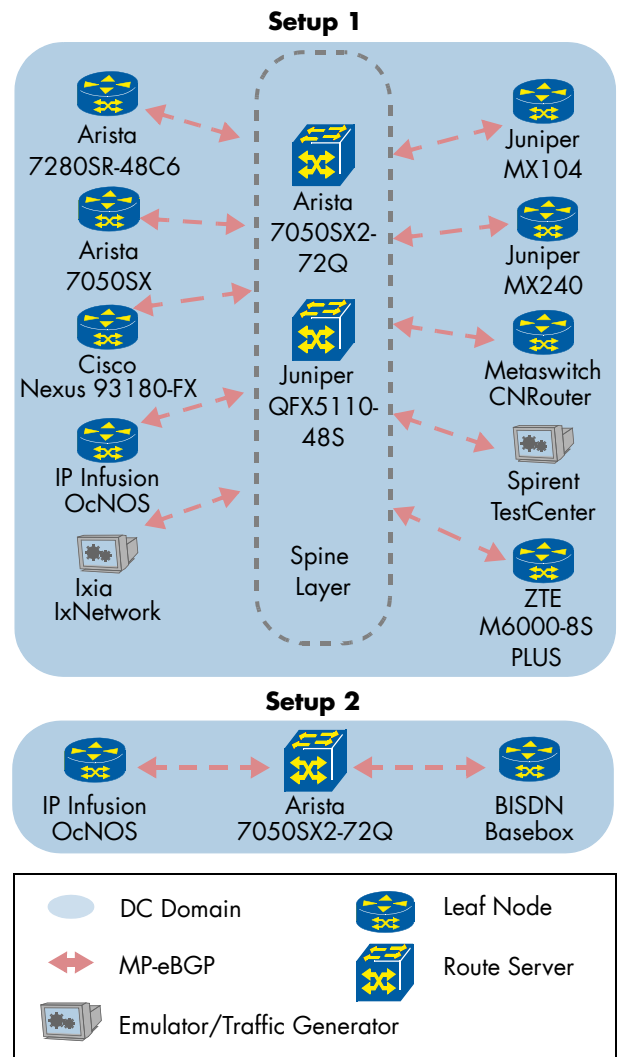 Setup 1
Arista
7280SR-48C6
Arista
7050SX
Cisco
Nexus 93180-FX
IP Infusion
OcNOS
Ixia
IxNetwork
Arista
7050SX2-
72Q
Juniper
QFX5110-
48S
Spine
Layer
Juniper
MX104
Juniper
MX240
Metaswitch
CNRouter
Spirent
TestCenter
ZTE
M6000-8S
PLUS
Setup 2
IP Infusion
OcNOS
Arista
7050SX2-72Q
BISDN
Basebox
DC Domain
Leaf Node
MP-eBGP
Route Server
Emulator/Traffic Generator